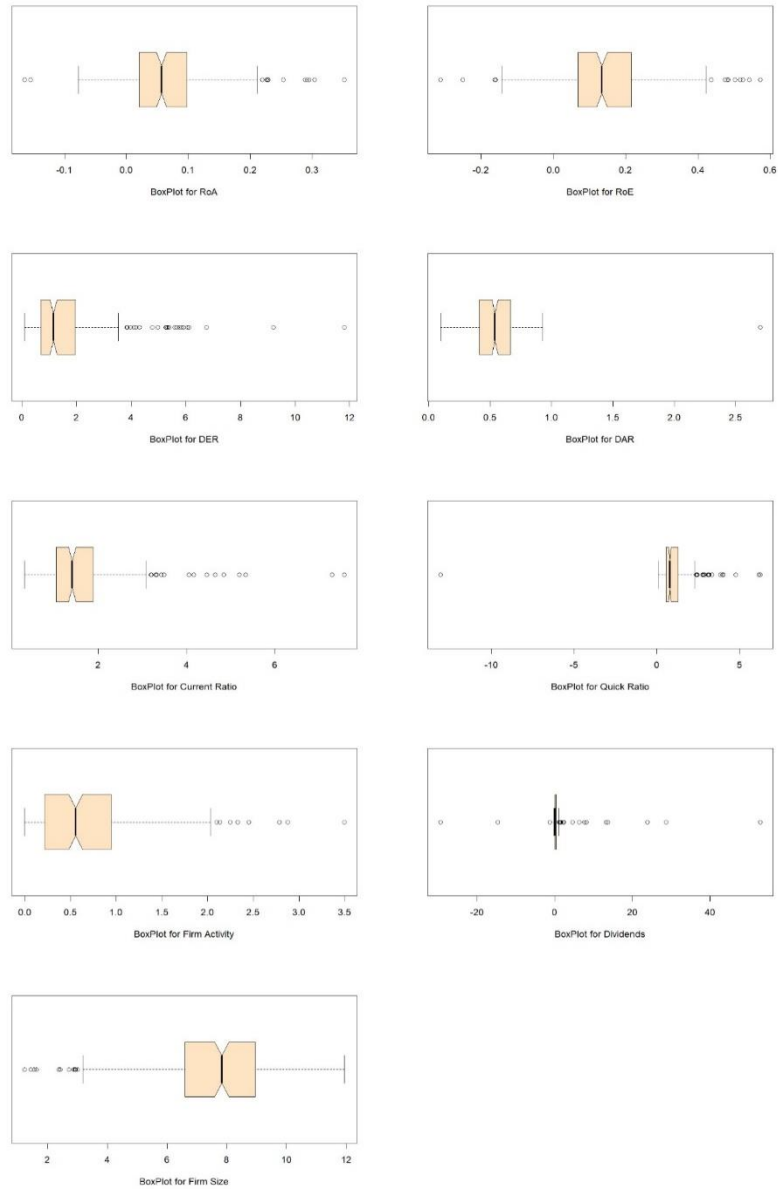 -0.1 0.0 0.1 0.2 0.3
BoxPlot for RoA
-0.2 0.0 0.2 0.4 0.6
BoxPlot for RoE
0 2 4 6 8 10 12
BoxPlot for DER
0.0 0.5 1.0 1.5 2.0 2.5
BoxPlot for DAR
2 4 6
BoxPlot for Current Ratio
-10 -5 0 5
BoxPlot for Quick Ratio
0.0 0.5 1.0 1.5 2.0 2.5 3.0 3.5
BoxPlot for Firm Activity
-20 0 20 40
BoxPlot for Dividends
2 4 6 8 10 12
BoxPlot for Firm Size